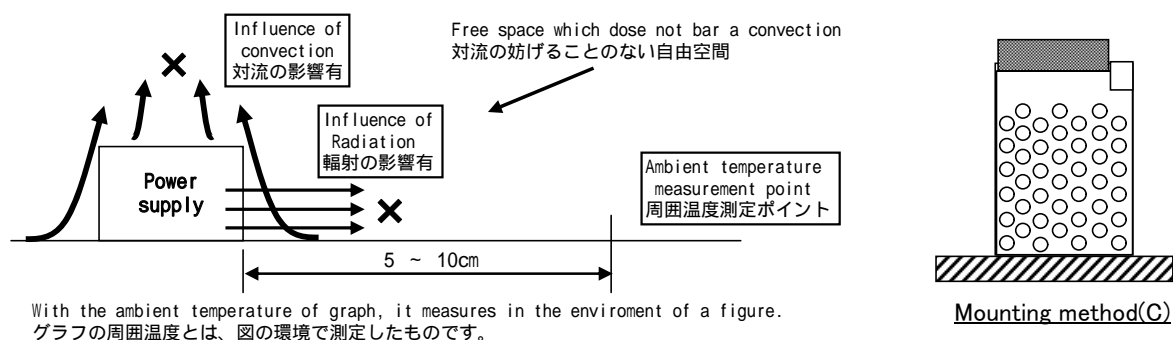 Influence of
convection
対流の影響有
Free space which dose not bar a convection
対流の妨げることのない自由空間
Influence of
Radiation
輻射の影響有
Power
supply
Ambient temperature
measurement point
周囲温度測定ポイント
5 ~ 10cm
With the ambient temperature of graph, it measures in the enviroment of a figure.
グラフの周囲温度とは、図の環境で測定したものです。
Mounting method(C)